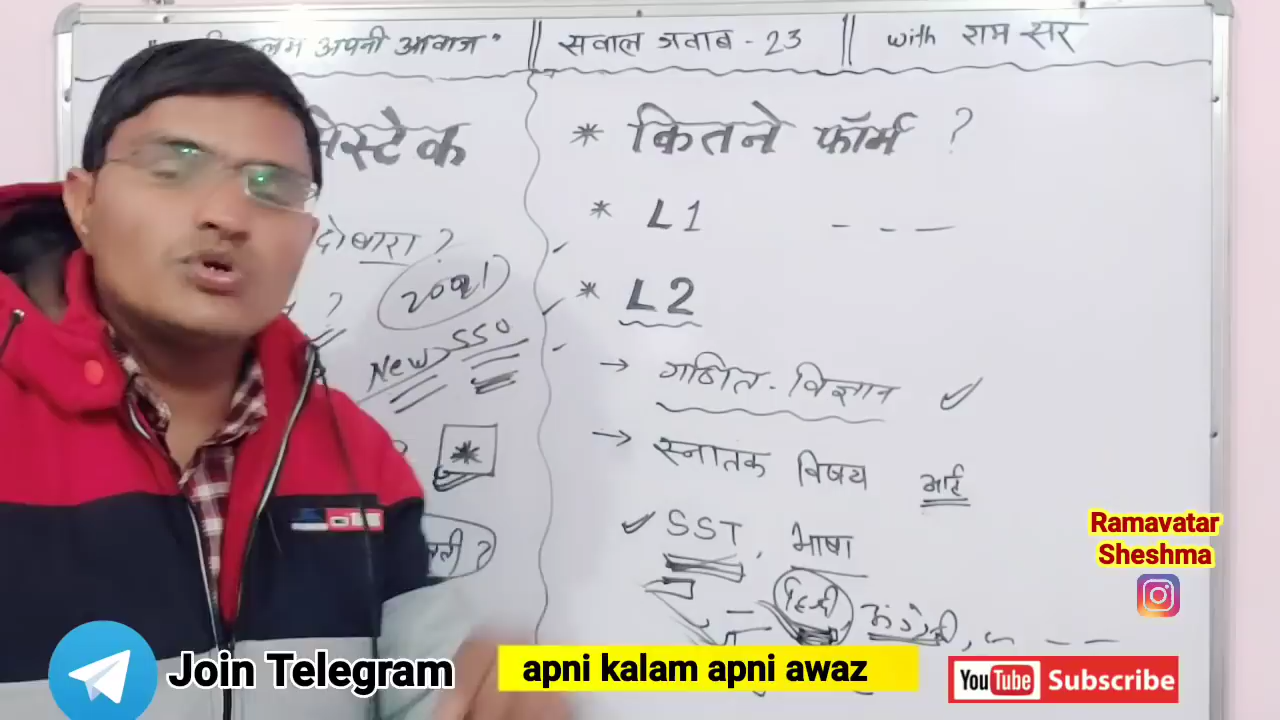 अपनी आवाज" || सवाल जवाब - 23 || with राम सर
मिस्टेक
दोबारा ?
2021
New SSO
*
?
* कितने फॉर्म ?
* L1 - - -
* L2
→ गणित - विज्ञान ✓
→ स्नातक विषय
✓ SST, भाषा
हिन्दी
Ramavatar
Sheshma
Join Telegram
apni kalam apni awaz
YouTube Subscribe